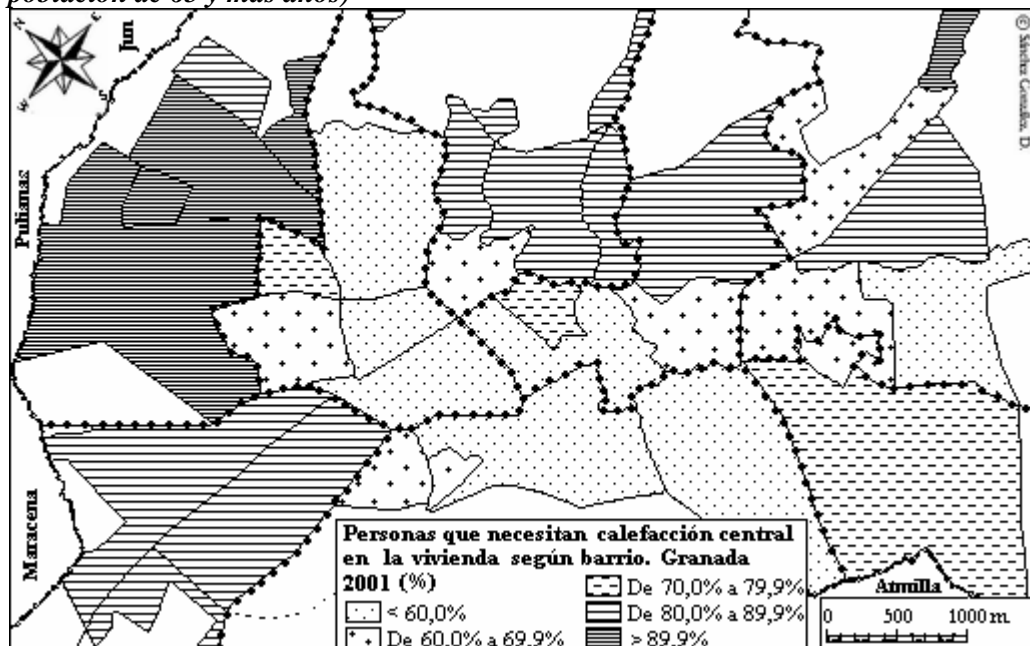 población de 65 y más años)
N
E
W
S
Jun
© Sánchez González, D.
Pulianas
Maracena
Personas que necesitan calefacción central
en la vivienda según barrio. Granada
2001 (%)
< 60,0%
De 60,0% a 69,9%
De 70,0% a 79,9%
De 80,0% a 89,9%
> 89,9%
Atmilla
0 500 1000 m.